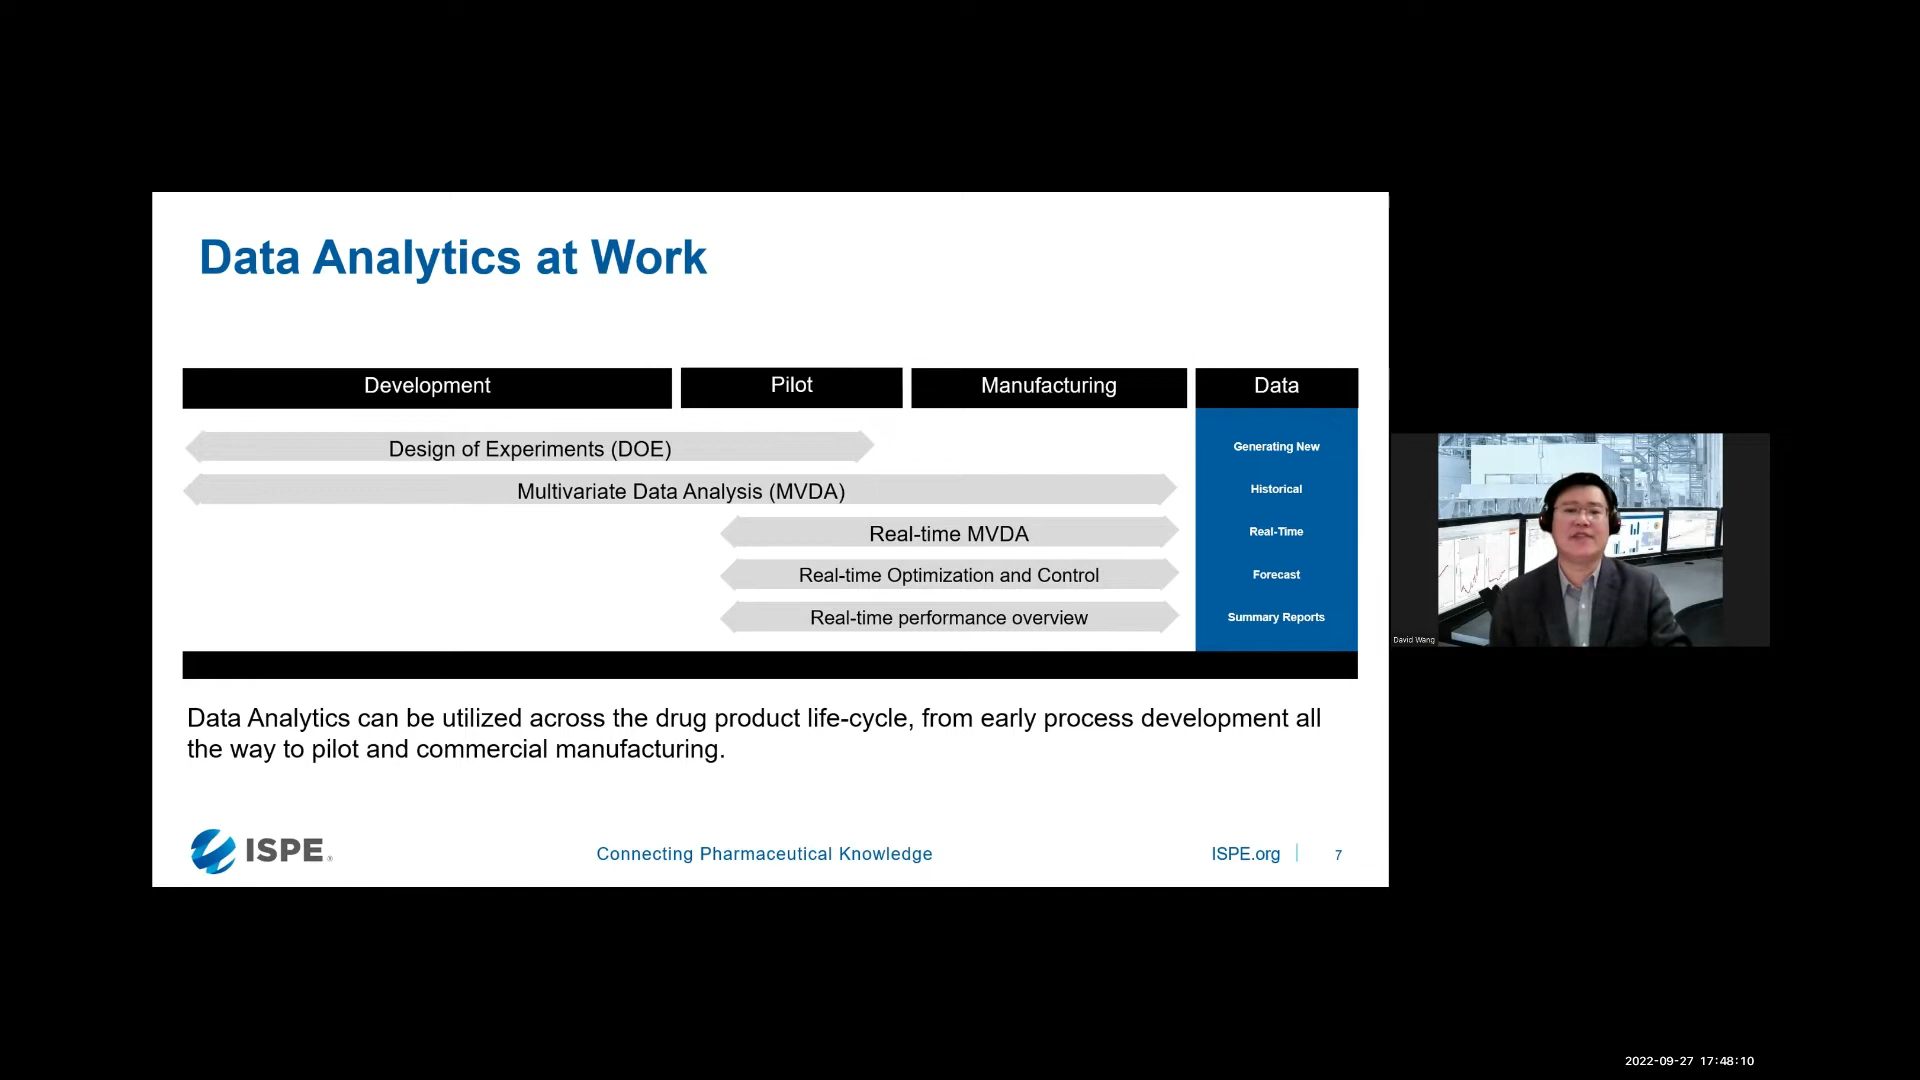 Data Analytics at Work
Development
Pilot
Manufacturing
Data
Design of Experiments (DOE)
Generating New
Multivariate Data Analysis (MVDA)
Historical
Real-time MVDA
Real-Time
Real-time Optimization and Control
Forecast
Real-time performance overview
Summary Reports
Data Analytics can be utilized across the drug product life-cycle, from early process development all
the way to pilot and commercial manufacturing.
ISPE®
Connecting Pharmaceutical Knowledge
ISPE.org
7
David Wang
2022-09-27 17:48:10